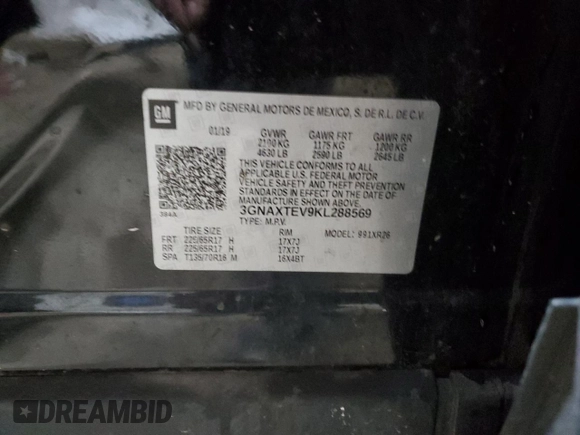 GM
MFD BY GENERAL MOTORS DE MEXICO, S. DE R.L. DE C.V.
01/19 GVWR GAWR FRT GAWR RR
2100 KG 1175 KG 1200 KG
4630 LB 2590 LB 2645 LB
THIS VEHICLE CONFORMS TO ALL
APPLICABLE U.S. FEDERAL MOTOR
VEHICLE SAFETY AND THEFT PREVENTION
STANDARDS IN EFFECT ON THE DATE OF
MANUFACTURE SHOWN ABOVE.
3GNAXTEV9KL288569
TYPE: M.P.V.
TIRE SIZE RIM MODEL: 991XR26
FRT 225/65R17 H 17X7J
RR 225/65R17 H 17X7J
SPA T135/70R16 M 16X4BT
DREAMBID